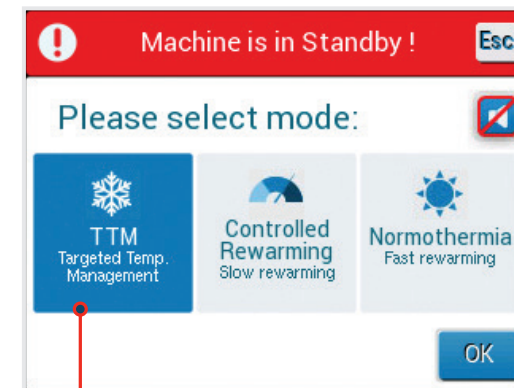 Machine is in Standby !
Esc
Please select mode:
TTM
Targeted Temp.
Management
Controlled
Rewarming
Slow rewarming
Normothermia
Fast rewarming
OK